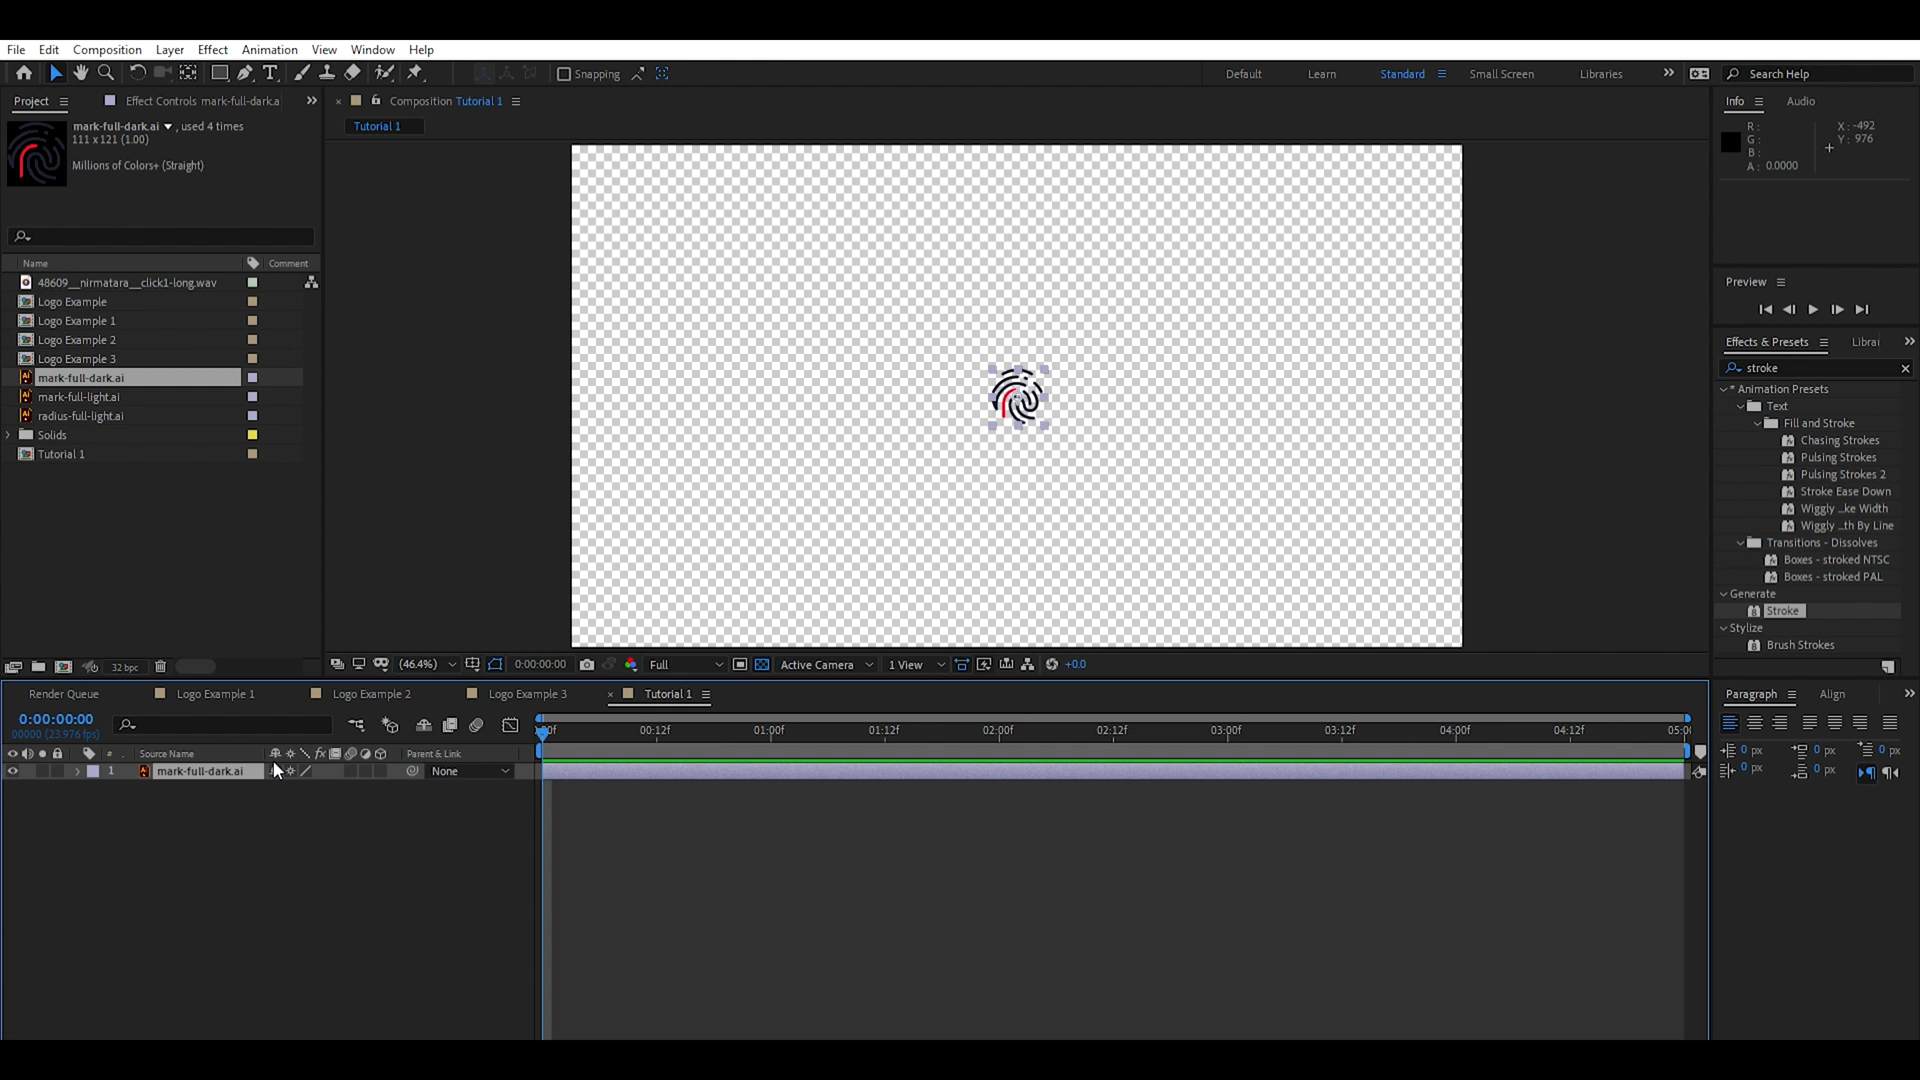 File Edit Composition Layer Effect Animation View Window Help
Snapping Default Learn Standard Small Screen Libraries Search Help
Project Effect Controls mark-full-dark.a Composition Tutorial 1 Info Audio
Tutorial 1
mark-full-dark.ai , used 4 times
111 x 121 (1.00)
Millions of Colors+ (Straight)
R :
G :
B :
A : 0.0000
X : -492
Y : 976
Name Comment
48609__nirmatara__click1-long.wav
Logo Example
Logo Example 1
Logo Example 2
Logo Example 3
mark-full-dark.ai
mark-full-light.ai
radius-full-light.ai
Solids
Tutorial 1
32 bpc
Preview
Effects & Presets Librai
stroke
* Animation Presets
Text
Fill and Stroke
Chasing Strokes
Pulsing Strokes
Pulsing Strokes 2
Stroke Ease Down
Wiggly ...ke Width
Wiggly ...th By Line
Transitions - Dissolves
Boxes - stroked NTSC
Boxes - stroked PAL
Generate
Stroke
Stylize
Brush Strokes
(46.4%) 0:00:00:00 Full Active Camera 1 View +0.0
Render Queue Logo Example 1 Logo Example 2 Logo Example 3 Tutorial 1
0:00:00:00
00000 (23.976 fps)
00f 00:12f 01:00f 01:12f 02:00f 02:12f 03:00f 03:12f 04:00f 04:12f 05:0
# Source Name fx Parent & Link
1 mark-full-dark.ai None
Paragraph Align
0 px 0 px 0 px
0 px 0 px